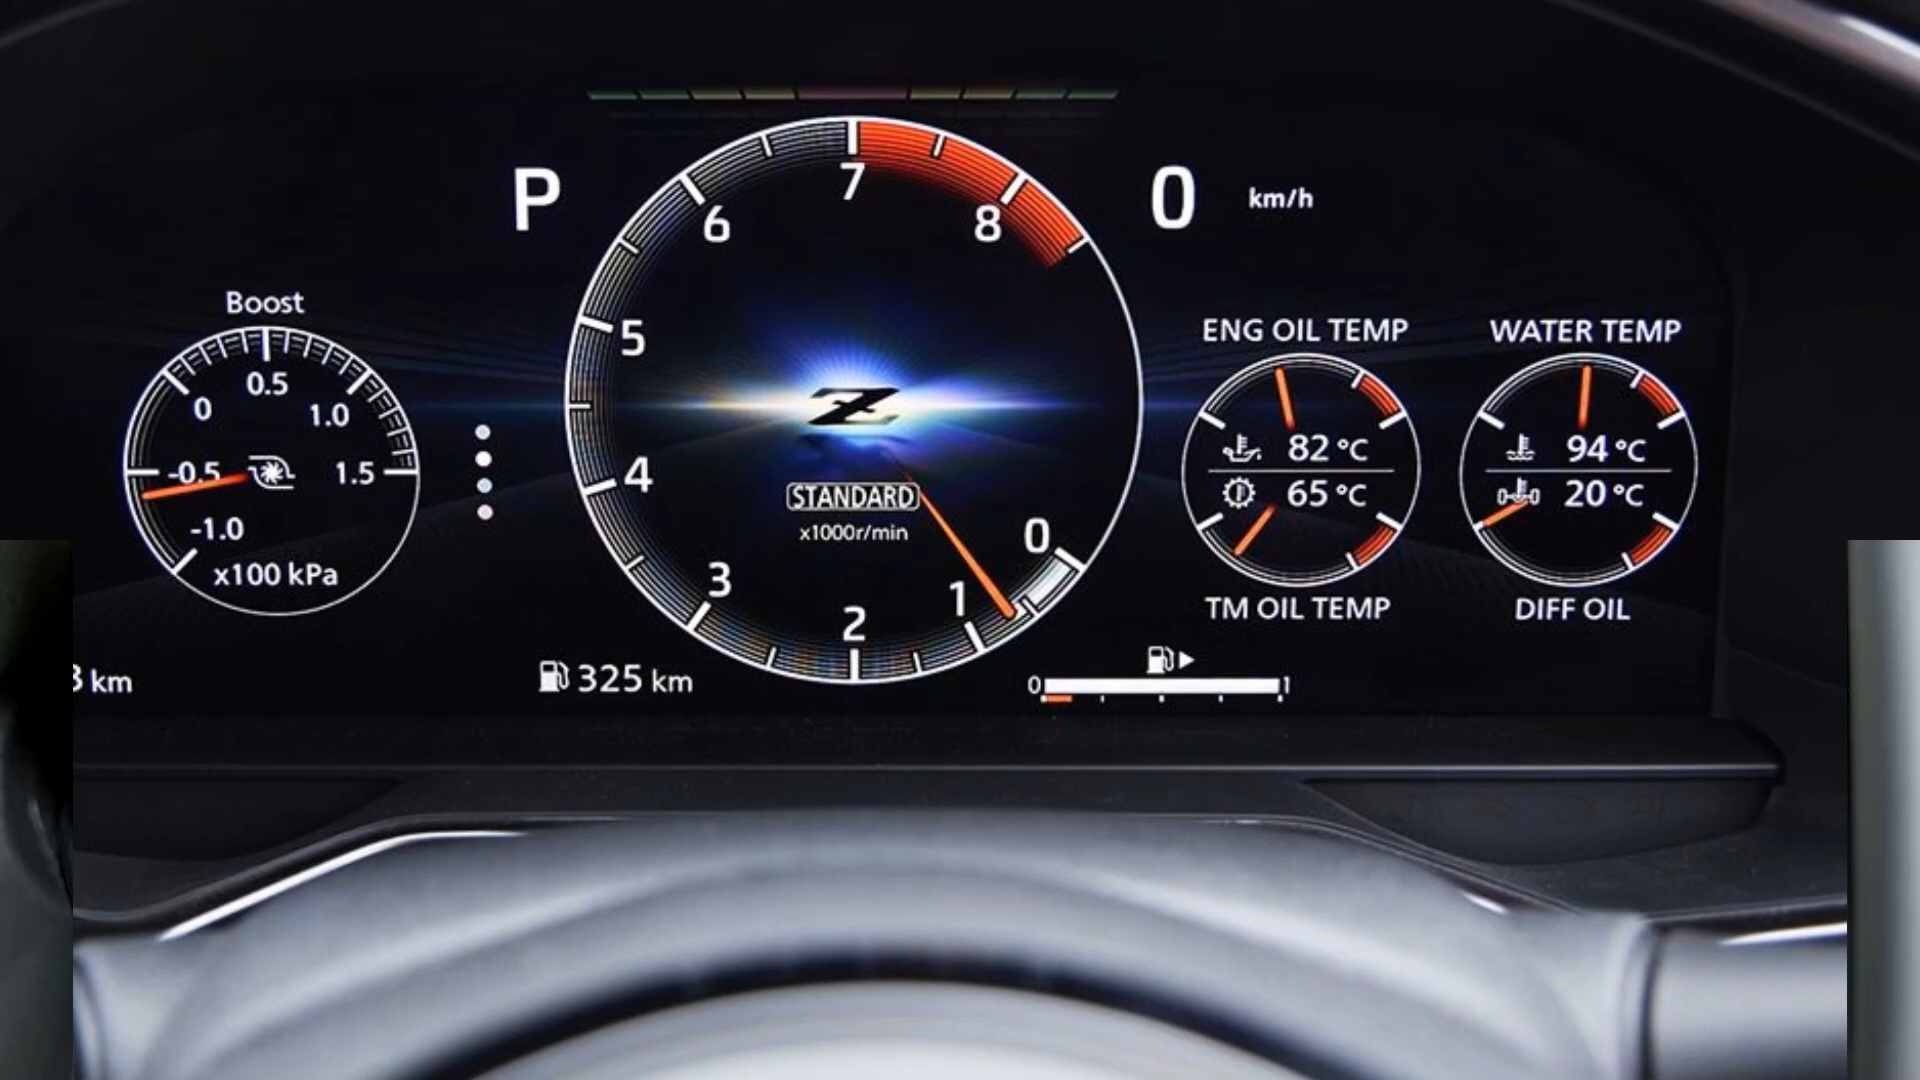 P
0 km/h
Boost
0 0.5 1.0
-0.5 1.5
-1.0
x100 kPa
7
6 8
5
4
3
2
1
0
Z
STANDARD
x1000r/min
ENG OIL TEMP
82 °C
65 °C
TM OIL TEMP
WATER TEMP
94 °C
20 °C
DIFF OIL
km
325 km
0 1